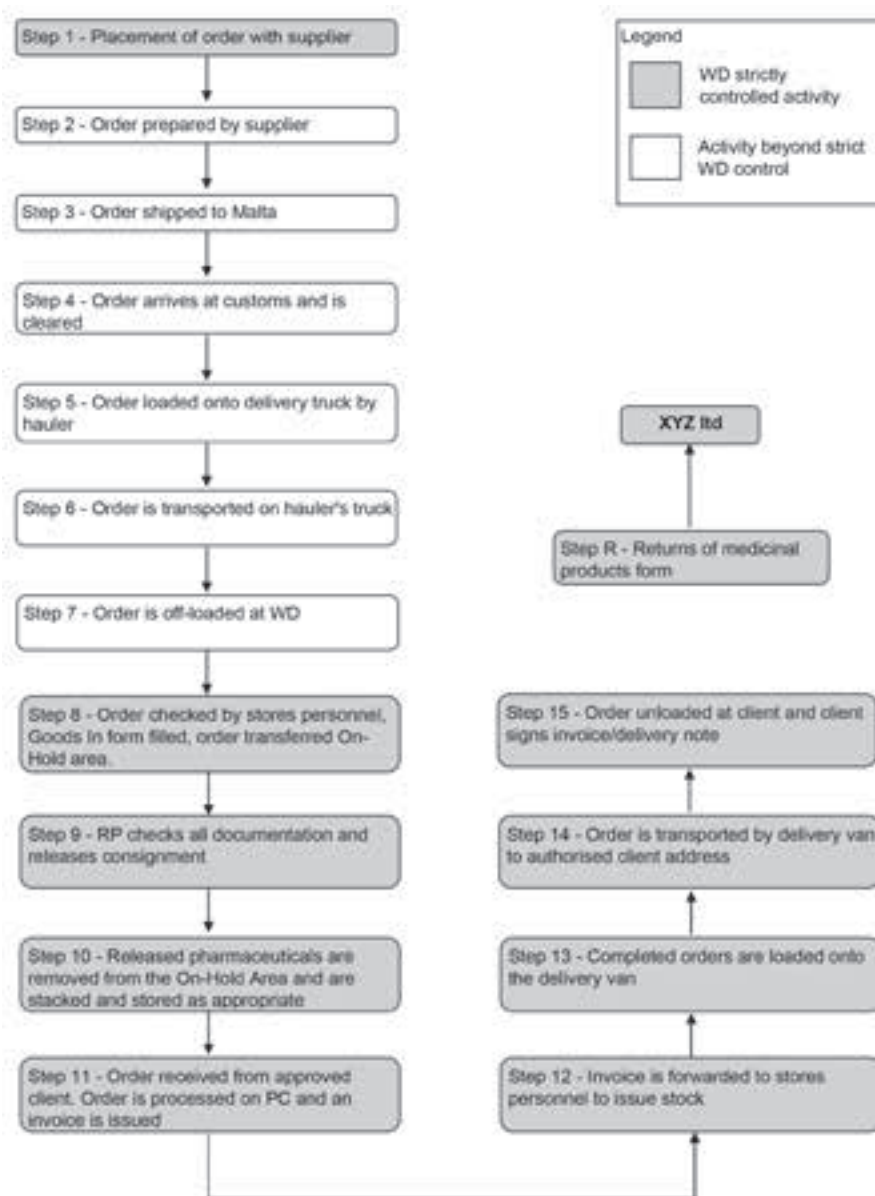 Step 1 - Placement of order with supplier
Step 2 - Order prepared by supplier
Step 3 - Order shipped to Malta
Step 4 - Order arrives at customs and is
cleared
Step 5 - Order loaded onto delivery truck by
hauler
Step 6 - Order is transported on hauler's truck
Step 7 - Order is off-loaded at WD
Step 8 - Order checked by stores personnel,
Goods In form filled, order transferred On-
Hold area.
Step 9 - RP checks all documentation and
releases consignment
Step 10 - Released pharmaceuticals are
removed from the On-Hold Area and are
stacked and stored as appropriate
Step 11 - Order received from approved
client. Order is processed on PC and an
invoice is issued
Legend
WD strictly
controlled activity
Activity beyond strict
WD control
XYZ ltd
Step R - Returns of medicinal
products form
Step 15 - Order unloaded at client and client
signs invoice/delivery note
Step 14 - Order is transported by delivery van
to authorised client address
Step 13 - Completed orders are loaded onto
the delivery van
Step 12 - Invoice is forwarded to stores
personnel to issue stock